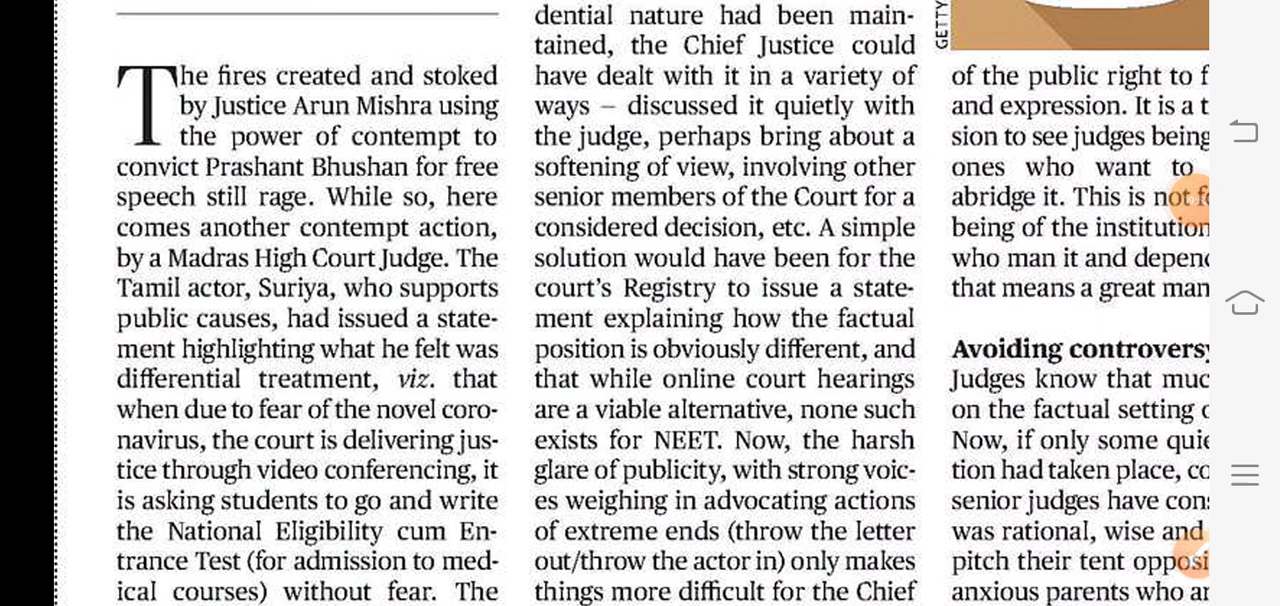 The fires created and stoked
by Justice Arun Mishra using
the power of contempt to
convict Prashant Bhushan for free
speech still rage. While so, here
comes another contempt action,
by a Madras High Court Judge. The
Tamil actor, Suriya, who supports
public causes, had issued a state-
ment highlighting what he felt was
differential treatment, viz. that
when due to fear of the novel coro-
navirus, the court is delivering jus-
tice through video conferencing, it
is asking students to go and write
the National Eligibility cum En-
trance Test (for admission to med-
ical courses) without fear. The
dential nature had been main-
tained, the Chief Justice could
have dealt with it in a variety of
ways – discussed it quietly with
the judge, perhaps bring about a
softening of view, involving other
senior members of the Court for a
considered decision, etc. A simple
solution would have been for the
court's Registry to issue a state-
ment explaining how the factual
position is obviously different, and
that while online court hearings
are a viable alternative, none such
exists for NEET. Now, the harsh
glare of publicity, with strong voic-
es weighing in advocating actions
of extreme ends (throw the letter
out/throw the actor in) only makes
things more difficult for the Chief
GETTY
of the public right to f
and expression. It is a t
sion to see judges being
ones who want to
abridge it. This is not
being of the institution
who man it and depend
that means a great man
Avoiding controversy
Judges know that muc
on the factual setting
Now, if only some quie
tion had taken place, co
senior judges have con
was rational, wise and
pitch their tent opposi
anxious parents who ar